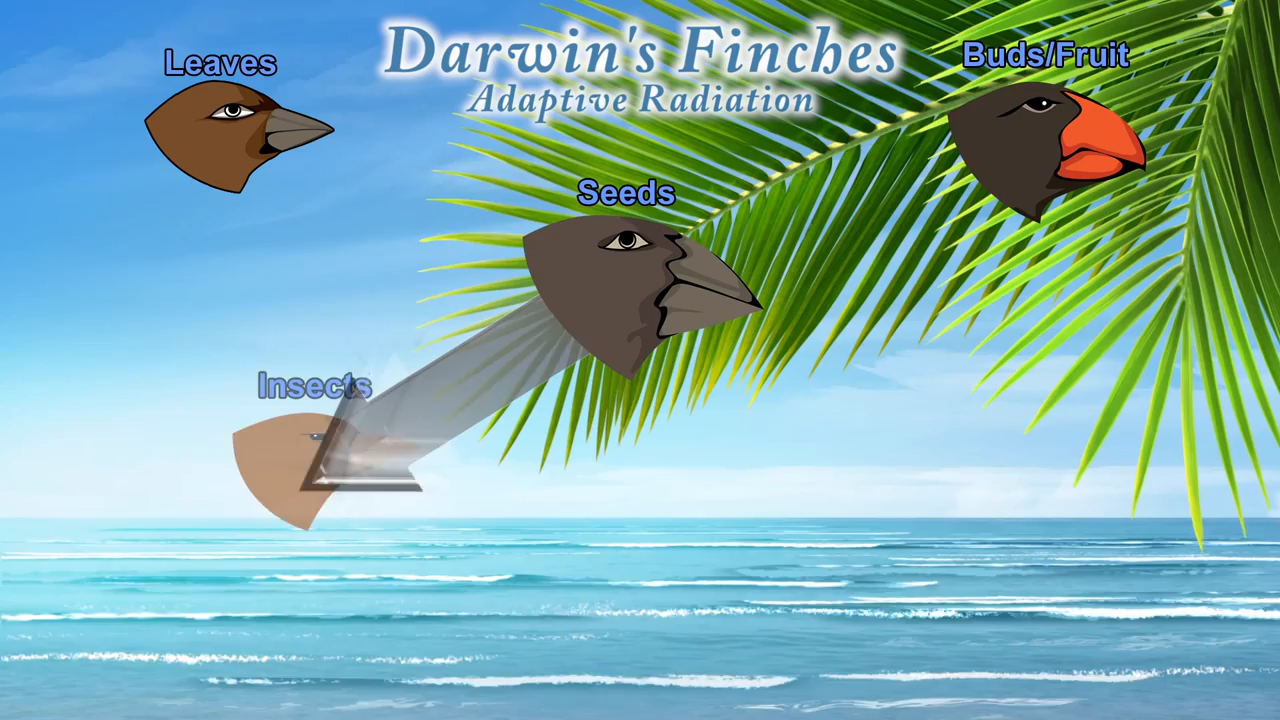 Darwin's Finches
Adaptive Radiation
Leaves
Buds/Fruit
Seeds
Insects